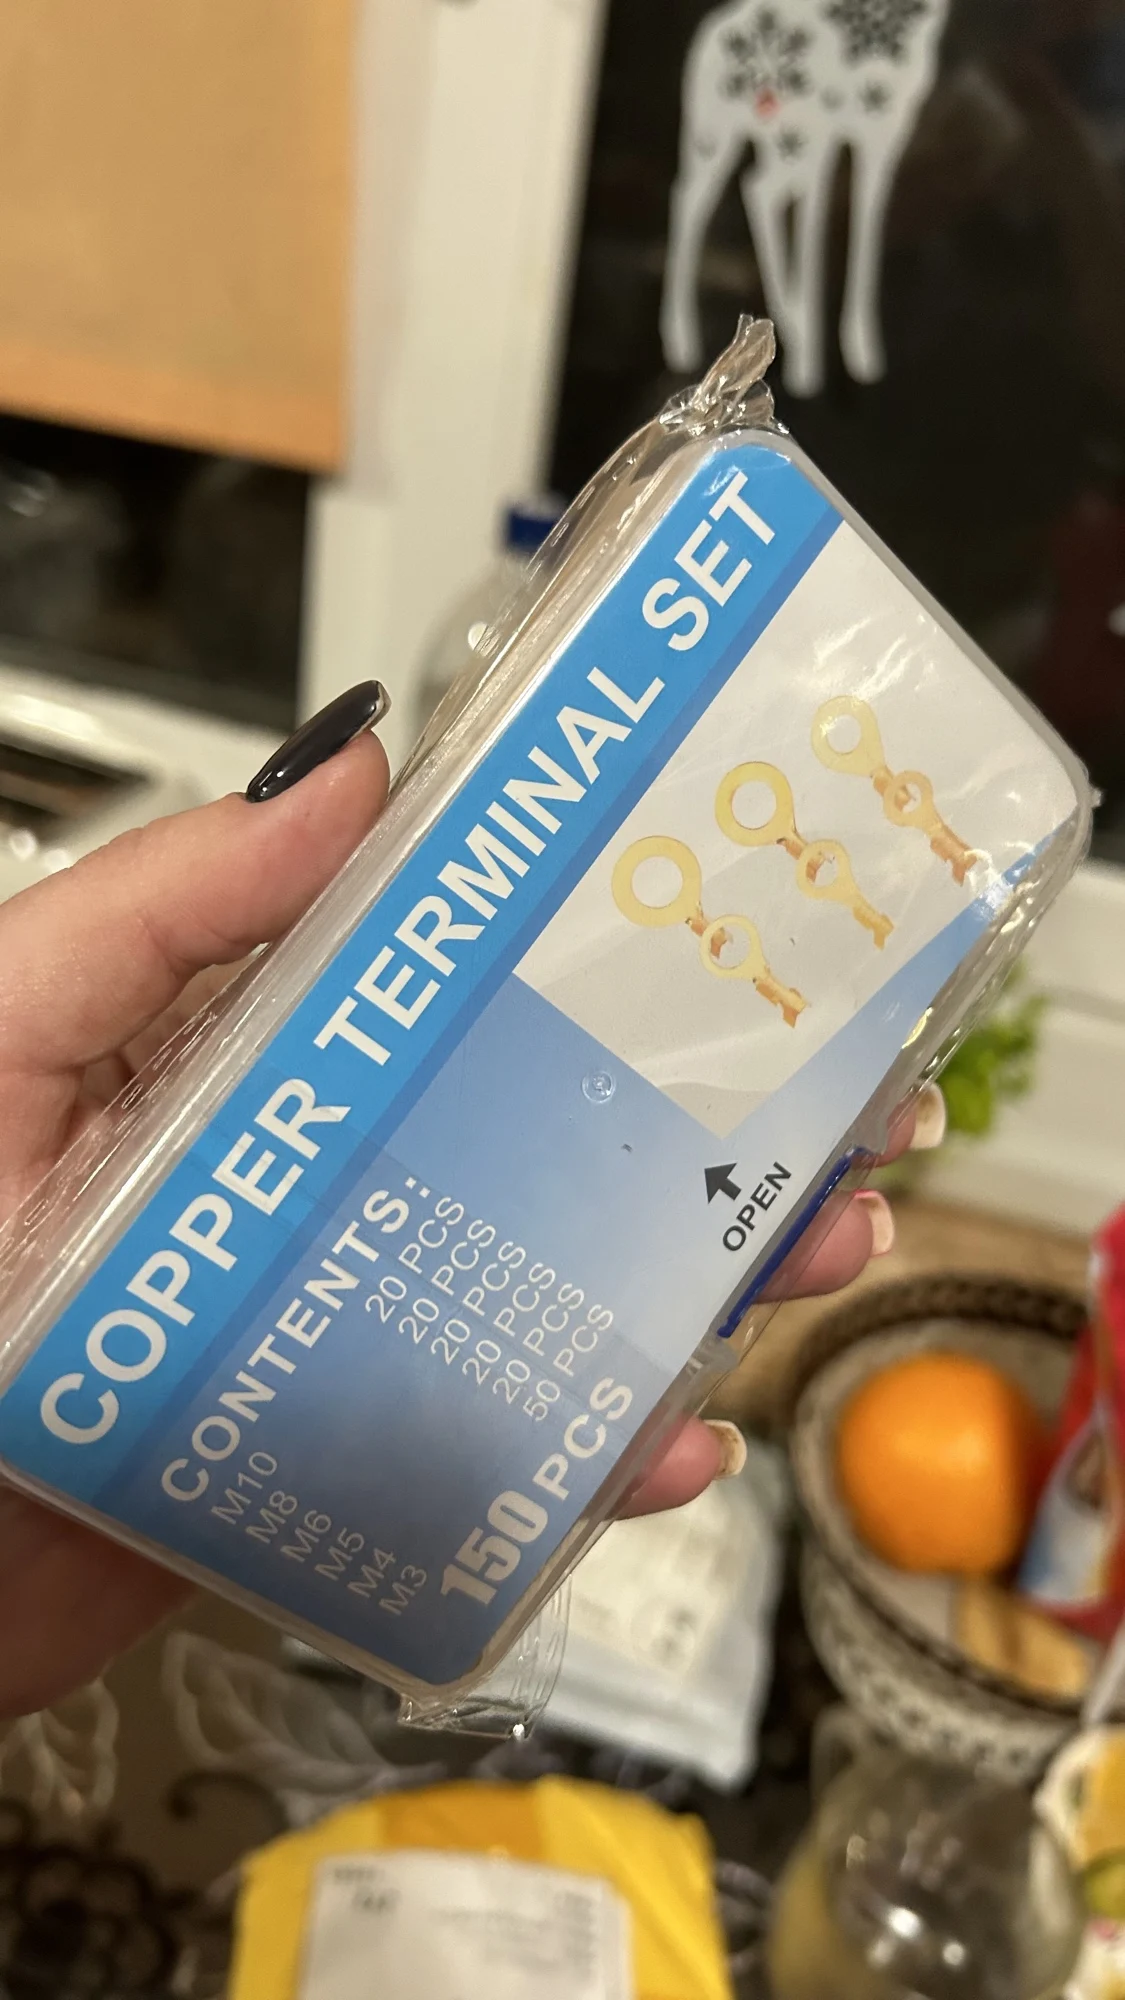 COPPER TERMINAL SET
CONTENTS:
M10 20 PCS
M8 20 PCS
M6 20 PCS
M5 20 PCS
M4 20 PCS
M3 50 PCS
150 PCS
OPEN